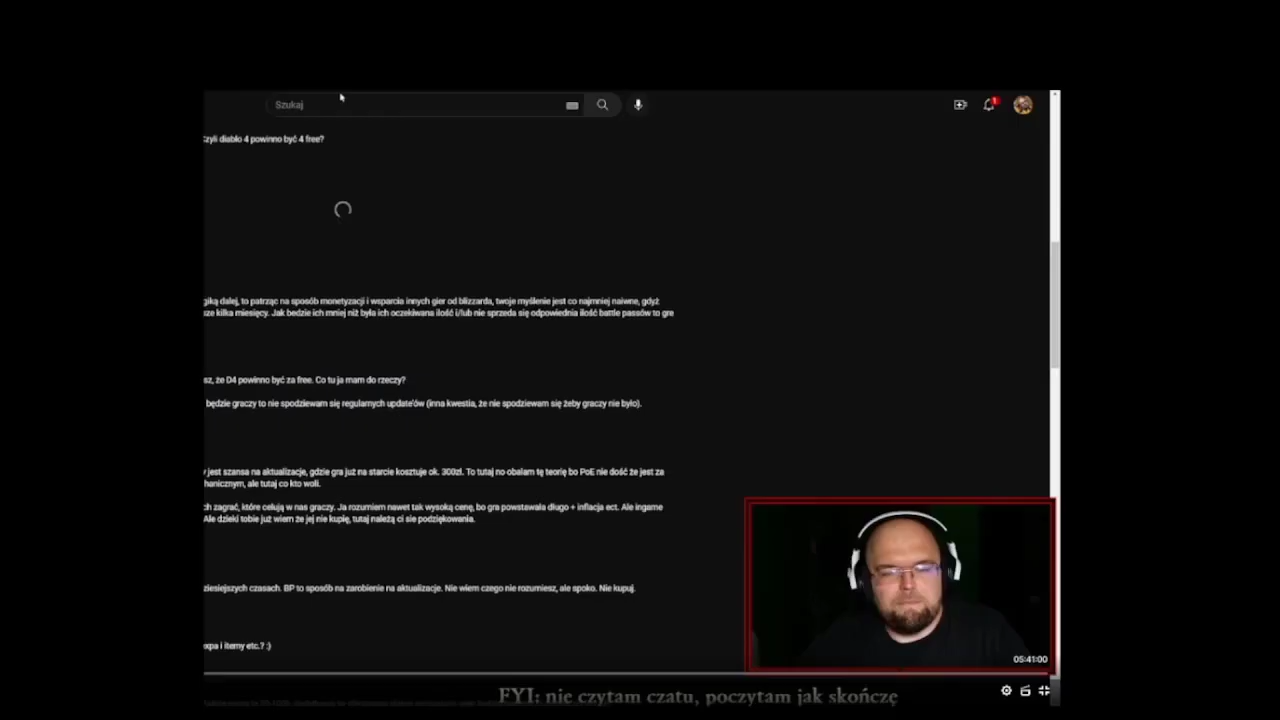 Szukaj
Czyli diablo 4 powinno być 4 free?
giką dalej, to patrząc na sposób monetyzacji i wsparcia innych gier od blizzarda, twoje myślenie jest co najmniej naiwne, gdyż
sze kilka miesięcy. Jak bedzie ich mniej niż była ich oczekiwana ilość i/lub nie sprzeda się odpowiednia ilość battle passów to gre
sz, że D4 powinno być za free. Co tu ja mam do rzeczy?
będzie graczy to nie spodziewam się regularnych update'ów (inna kwestia, że nie spodziewam się żeby graczy nie było).
y jest szansa na aktualizacje, gdzie gra już na starcie kosztuje ok. 300zł. To tutaj no obalam tę teorię bo PoE nie dość że jest za
hanicznym, ale tutaj co kto woli.
ch zagrać, które celują w nas graczy. Ja rozumiem nawet tak wysoką cenę, bo gra powstawała długo + inflacja ect. Ale ingame
Ale dzieki tobie już wiem że jej nie kupię, tutaj należą ci sie podziękowania.
ziesiejszych czasach. BP to sposób na zarobienie na aktualizacje. Nie wiem czego nie rozumiesz, ale spoko. Nie kupuj.
expa i itemy etc.? :)
05:41:00
FYI: nie czytam czatu, poczytam jak skończę